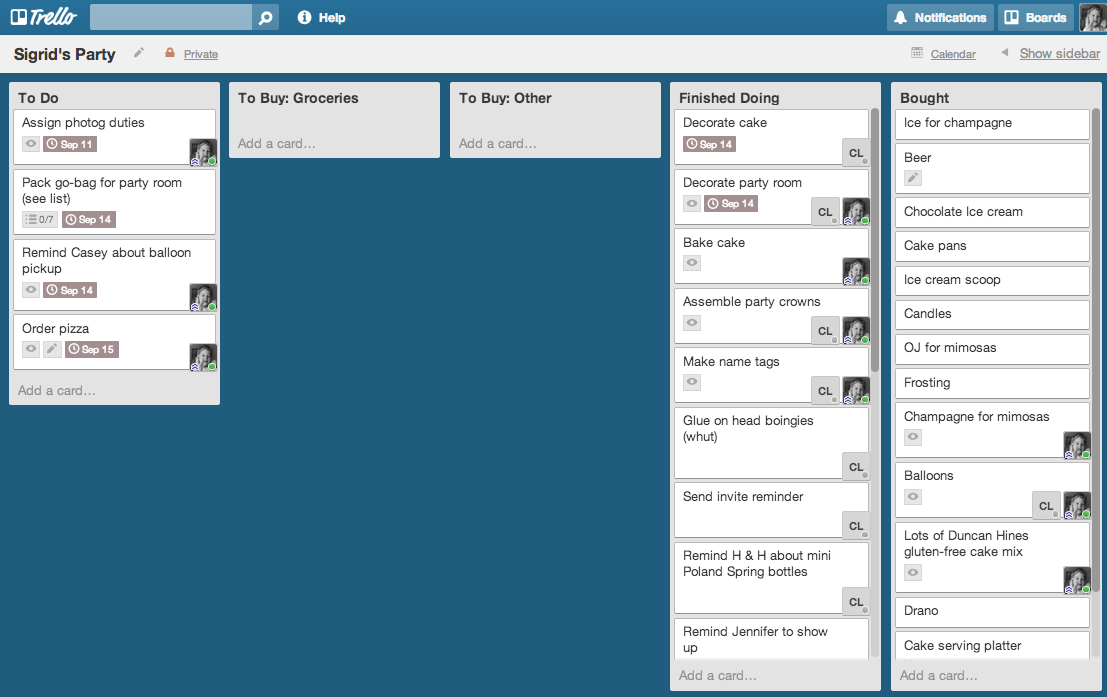 Trello
Help
Notifications
Boards
Sigrid's Party
Private
Calendar
Show sidebar
To Do
Assign photog duties
Sep 11
Pack go-bag for party room
(see list)
0/7
Sep 14
Remind Casey about balloon
pickup
Sep 14
Order pizza
Sep 15
Add a card…
To Buy: Groceries
Add a card…
To Buy: Other
Add a card…
Finished Doing
Decorate cake
Sep 14
CL
Decorate party room
Sep 14
CL
Bake cake
Assemble party crowns
CL
Make name tags
CL
Glue on head boingies
(whut)
CL
Send invite reminder
CL
Remind H & H about mini
Poland Spring bottles
CL
Remind Jennifer to show
up
Add a card…
Bought
Ice for champagne
Beer
Chocolate Ice cream
Cake pans
Ice cream scoop
Candles
OJ for mimosas
Frosting
Champagne for mimosas
Balloons
CL
Lots of Duncan Hines
gluten-free cake mix
Drano
Cake serving platter
Add a card…